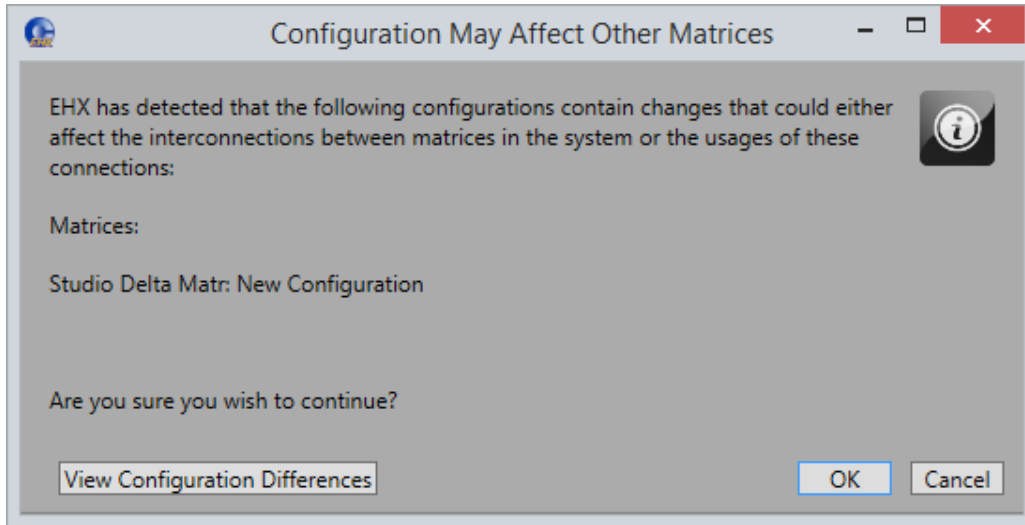 Configuration May Affect Other Matrices
EHX has detected that the following configurations contain changes that could either
affect the interconnections between matrices in the system or the usages of these
connections:
Matrices:
Studio Delta Matr: New Configuration
Are you sure you wish to continue?
View Configuration Differences
OK
Cancel